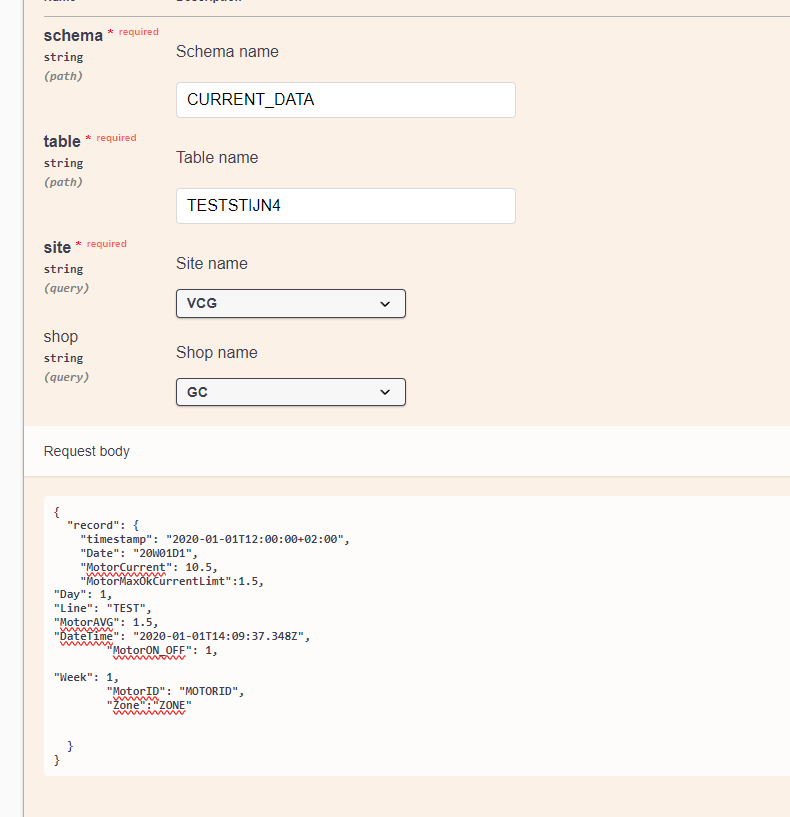 schema * required
string
(path)
Schema name
CURRENT_DATA
table * required
string
(path)
Table name
TESTSTIJN4
site * required
string
(query)
Site name
VCG
shop
string
(query)
Shop name
GC
Request body
{
"record": {
"timestamp": "2020-01-01T12:00:00+02:00",
"Date": "20W01D1",
"MotorCurrent": 10.5,
"MotorMaxOkCurrentLimt":1.5,
"Day": 1,
"Line": "TEST",
"MotorAVG": 1.5,
"DateTime": "2020-01-01T14:09:37.348Z",
"MotorON_OFF": 1,
"Week": 1,
"MotorID": "MOTORID",
"Zone":"ZONE"
}
}